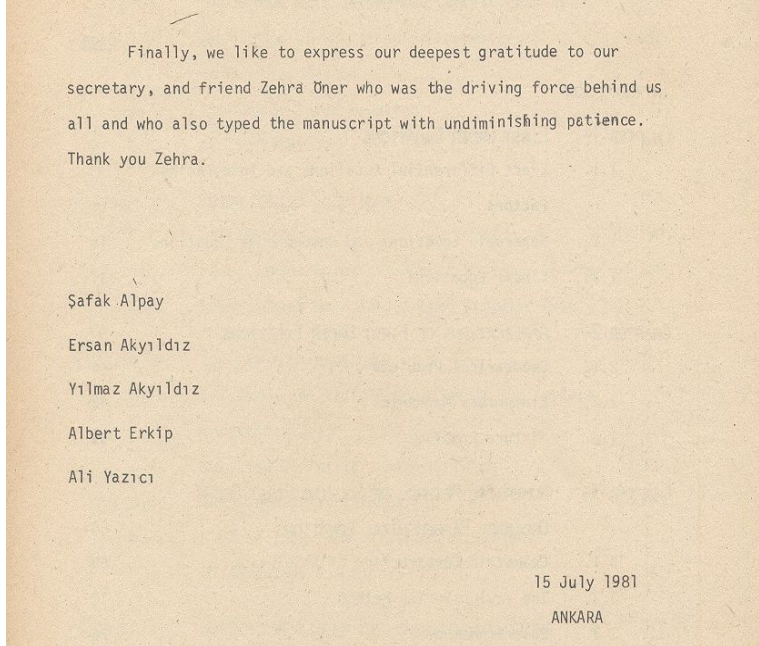 Finally, we like to express our deepest gratitude to our
secretary, and friend Zehra Öner who was the driving force behind us
all and who also typed the manuscript with undiminishing patience.
Thank you Zehra.
Şafak Alpay
Ersan Akyıldız
Yılmaz Akyıldız
Albert Erkip
Ali Yazıcı
15 July 1981
ANKARA